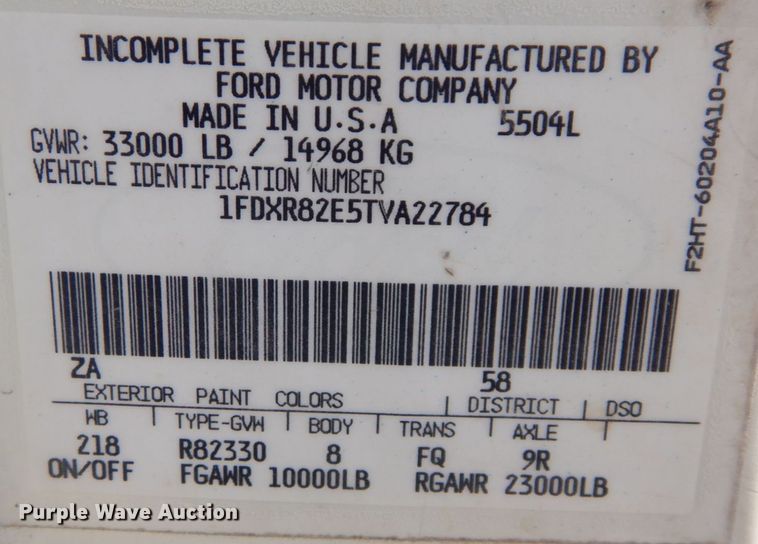 INCOMPLETE VEHICLE MANUFACTURED BY
FORD MOTOR COMPANY
MADE IN U.S.A 5504L
GVWR: 33000 LB / 14968 KG
VEHICLE IDENTIFICATION NUMBER
1FDXR82E5TVA22784
F2HT-60204A10-AA
ZA 58
EXTERIOR PAINT COLORS DISTRICT DSO
WB TYPE-GVW BODY TRANS AXLE
218 R82330 8 FQ 9R
ON/OFF FGAWR 10000LB RGAWR 23000LB
Purple Wave Auction